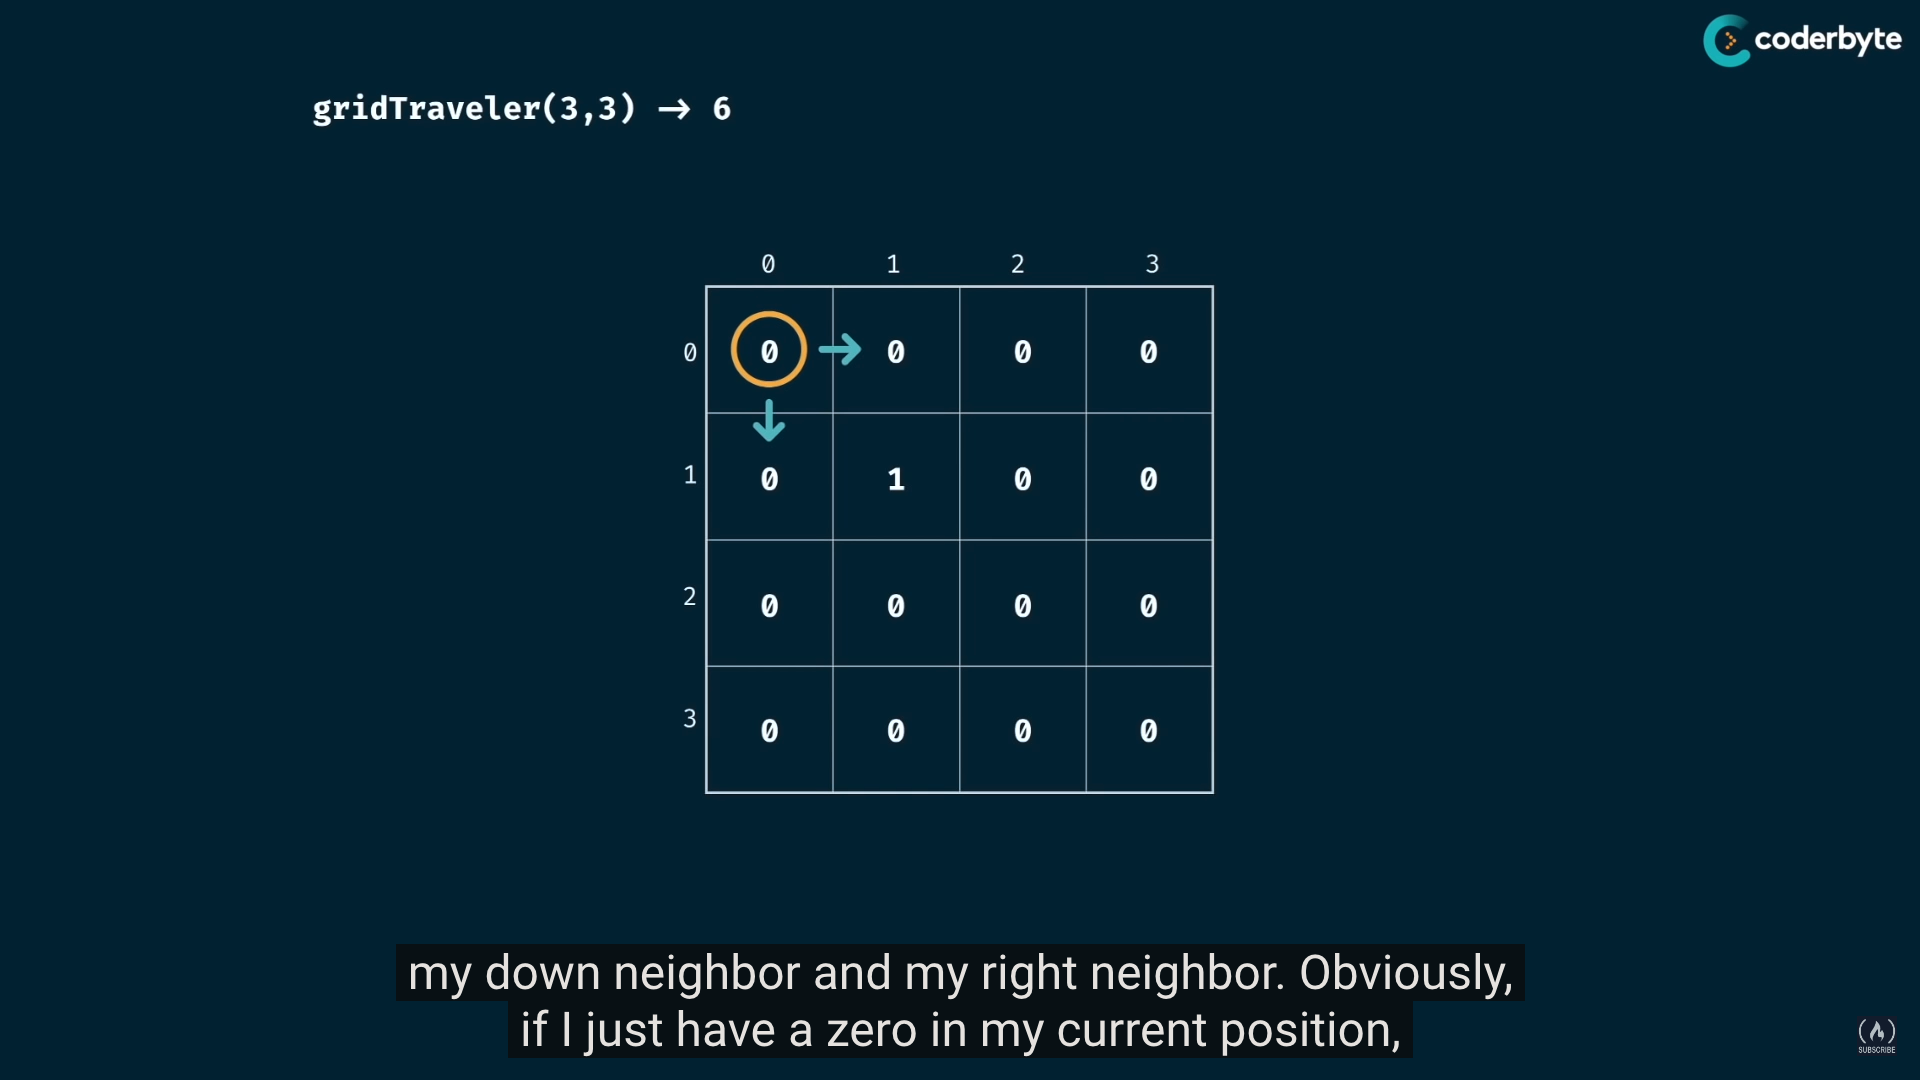 coderbyte
gridTraveler(3,3) → 6
0 1 2 3
0 0 0 0 0
1 0 1 0 0
2 0 0 0 0
3 0 0 0 0
my down neighbor and my right neighbor. Obviously,
if I just have a zero in my current position,
SUBSCRIBE